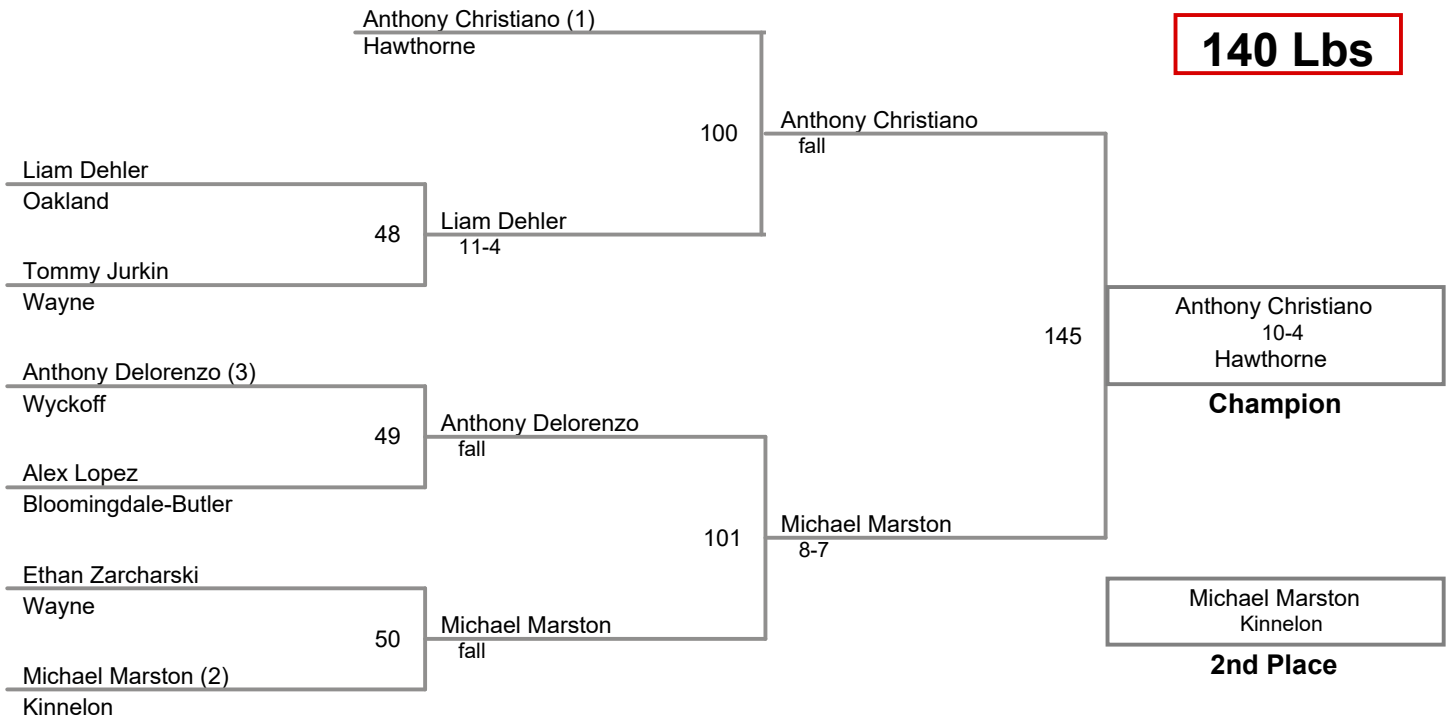 Anthony Christiano (1)
Hawthorne
140 Lbs
100
Anthony Christiano
fall
Liam Dehler
Oakland
48
Liam Dehler
11-4
Tommy Jurkin
Wayne
145
Anthony Christiano
10-4
Hawthorne
Champion
Anthony Delorenzo (3)
Wyckoff
49
Anthony Delorenzo
fall
Alex Lopez
Bloomingdale-Butler
101
Michael Marston
8-7
Ethan Zarcharski
Wayne
50
Michael Marston
fall
Michael Marston (2)
Kinnelon
Michael Marston
Kinnelon
2nd Place